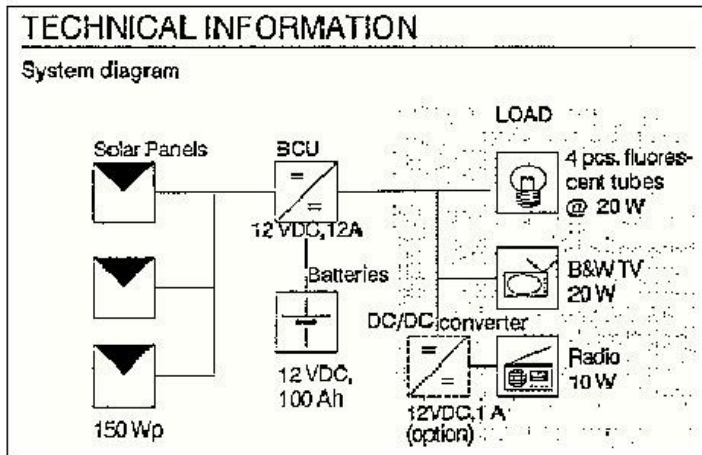 TECHNICAL INFORMATION
System diagram
LOAD
Solar Panels
BCU
4 pcs. fluores-
cent tubes
@ 20 W
12 VDC,12A
Batteries
B&W TV
20 W
DC/DC converter
12 VDC,
100 Ah
Radio
10 W
150 Wp
12VDC,1 A
(option)